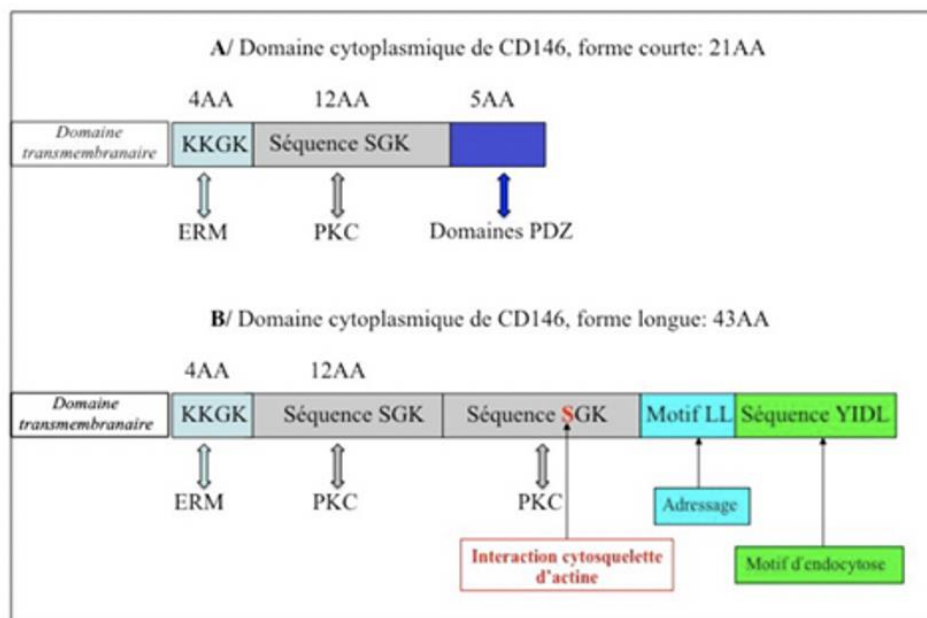 A/ Domaine cytoplasmique de CD146, forme courte: 21AA
4AA 12AA 5AA
Domaine
transmembranaire
KKGK Séquence SGK
ERM PKC Domaines PDZ
B/ Domaine cytoplasmique de CD146, forme longue: 43AA
4AA 12AA
Domaine
transmembranaire
KKGK Séquence SGK Séquence SGK Motif LL Séquence YIDL
ERM PKC PKC
Adressage
Interaction cytosquelette
d'actine
Motif d'endocytose